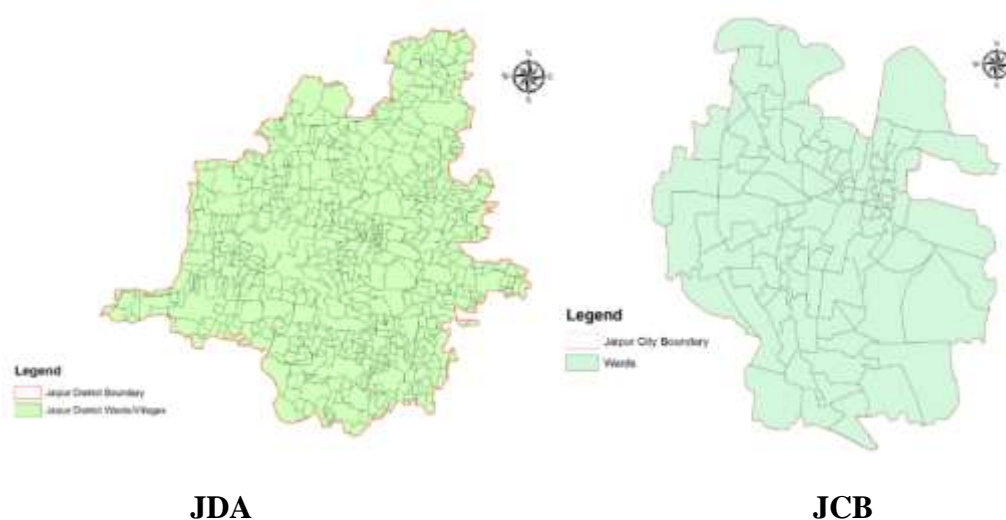 N
N
Legend
Jaipur District Boundary
Jaipur District Wards/Villages
Legend
Jaipur City Boundary
Wards
JDA
JCB